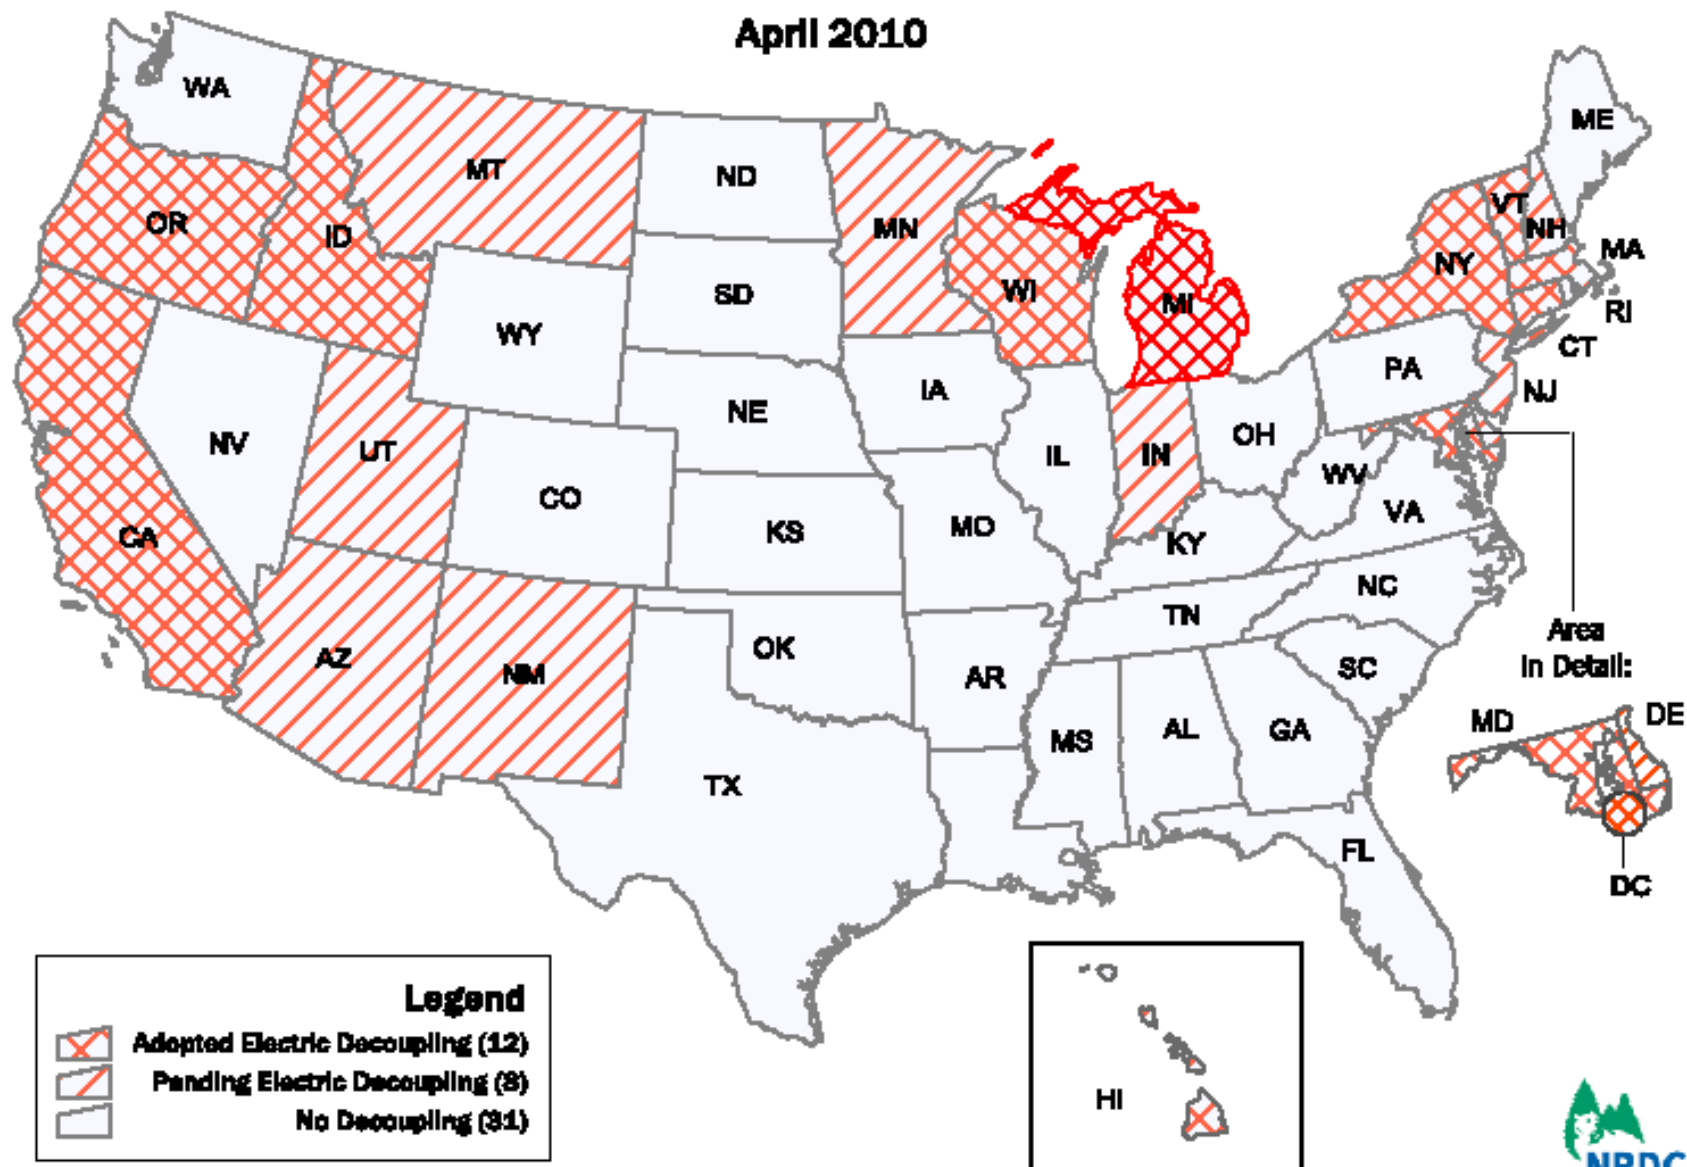 April 2010
WA
ME
MT
ND
VT
OR
ID
MN
NH
MA
NY
WI
SD
MI
RI
WY
CT
PA
IA
NE
NJ
NV
OH
UT
IL
IN
WV
CO
VA
MO
KS
CA
KY
NC
TN
Area
in Detail:
OK
AZ
SC
NM
AR
MD
DE
MS
AL
GA
TX
FL
DC
Legend
Adopted Electric Decoupling (12)
Pending Electric Decoupling (8)
No Decoupling (31)
HI
NRDC